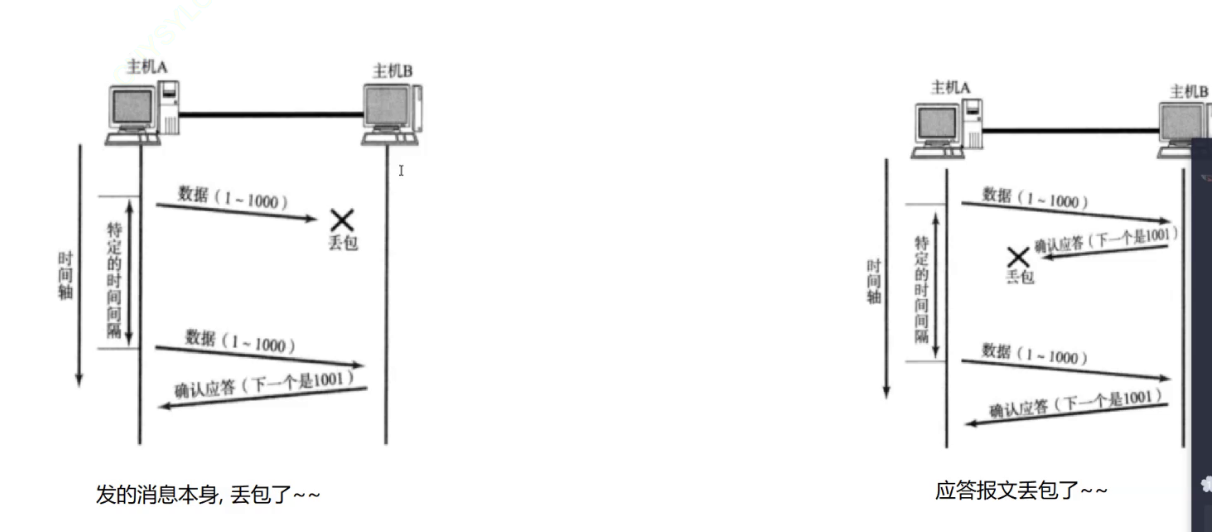 主机A
主机B
数据（1～1000）
丢包
特定的时间间隔
时间轴
数据（1～1000）
确认应答（下一个是1001）
发的消息本身, 丢包了~~
主机A
主机B
数据（1～1000）
确认应答（下一个是1001）
丢包
特定的时间间隔
时间轴
数据（1～1000）
确认应答（下一个是1001）
应答报文丢包了~~